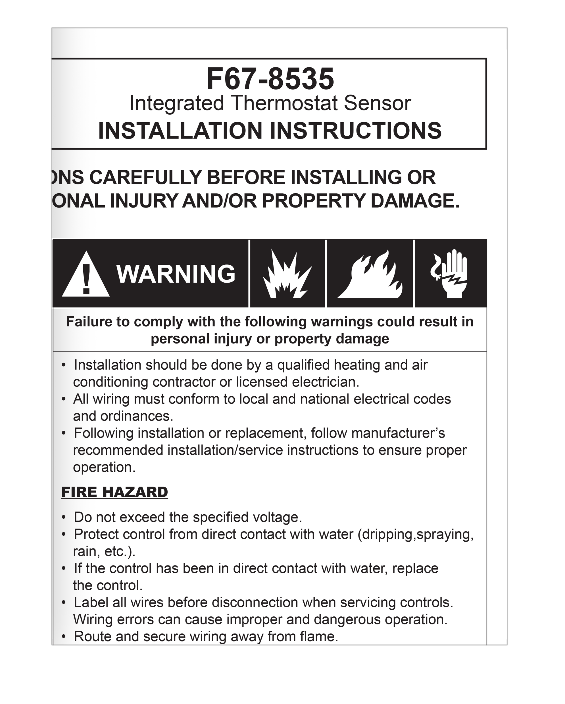 F67-8535
Integrated Thermostat Sensor
INSTALLATION INSTRUCTIONS
CAREFULLY BEFORE INSTALLING OR
INJURY AND/OR PROPERTY DAMAGE.
WARNING
Failure to comply with the following warnings could result in
personal injury or property damage
• Installation should be done by a qualified heating and air
conditioning contractor or licensed electrician.
• All wiring must conform to local and national electrical codes
and ordinances.
• Following installation or replacement, follow manufacturer's
recommended installation/service instructions to ensure proper
operation.
FIRE HAZARD
• Do not exceed the specified voltage.
• Protect control from direct contact with water (dripping,spraying,
rain, etc.).
• If the control has been in direct contact with water, replace
the control.
• Label all wires before disconnection when servicing controls.
Wiring errors can cause improper and dangerous operation.
• Route and secure wiring away from flame.